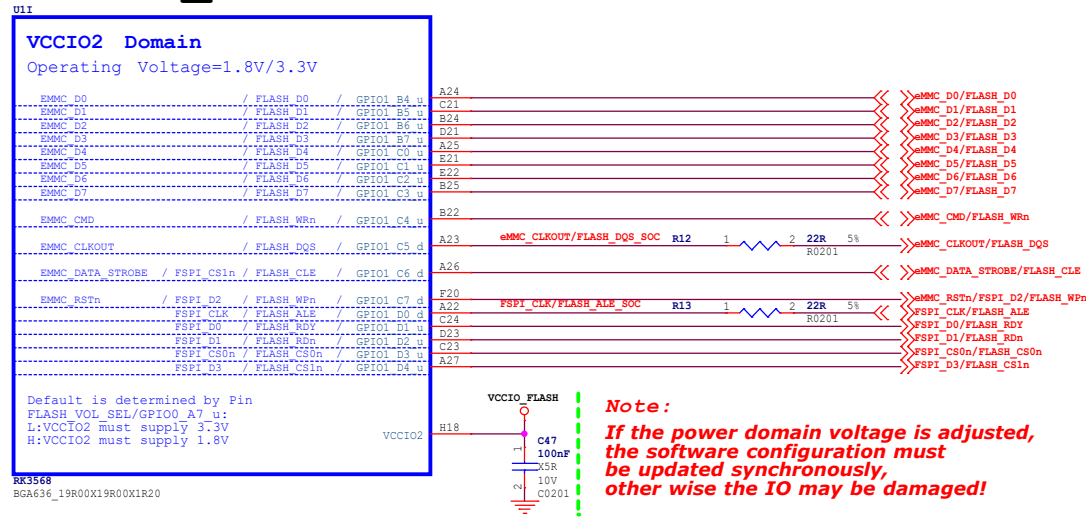 U1I
VCCIO2 Domain
Operating Voltage=1.8V/3.3V
EMMC_D0 / FLASH_D0 / GPIO1_B4_u A24 eMMC_D0/FLASH_D0
EMMC_D1 / FLASH_D1 / GPIO1_B5_u C21 eMMC_D1/FLASH_D1
EMMC_D2 / FLASH_D2 / GPIO1_B6_u B24 eMMC_D2/FLASH_D2
EMMC_D3 / FLASH_D3 / GPIO1_B7_u D21 eMMC_D3/FLASH_D3
EMMC_D4 / FLASH_D4 / GPIO1_C0_u A25 eMMC_D4/FLASH_D4
EMMC_D5 / FLASH_D5 / GPIO1_C1_u E21 eMMC_D5/FLASH_D5
EMMC_D6 / FLASH_D6 / GPIO1_C2_u E22 eMMC_D6/FLASH_D6
EMMC_D7 / FLASH_D7 / GPIO1_C3_u B25 eMMC_D7/FLASH_D7
EMMC_CMD / FLASH_WRn / GPIO1_C4_u B22 eMMC_CMD/FLASH_WRn
EMMC_CLKOUT / FLASH_DQS / GPIO1_C5_d A23 eMMC_CLKOUT/FLASH_DQS_SOC R12 1 2 22R 5% eMMC_CLKOUT/FLASH_DQS
R0201
EMMC_DATA_STROBE / FSPI_CS1n / FLASH_CLE / GPIO1_C6_d A26 eMMC_DATA_STROBE/FLASH_CLE
EMMC_RSTn / FSPI_D2 / FLASH_WPn / GPIO1_C7_d F20 eMMC_RSTn/FSPI_D2/FLASH_WPn
FSPI_CLK / FLASH_ALE / GPIO1_D0_d A22 FSPI_CLK/FLASH_ALE_SOC R13 1 2 22R 5% FSPI_CLK/FLASH_ALE
R0201
FSPI_D0 / FLASH_RDY / GPIO1_D1_u C24 FSPI_D0/FLASH_RDY
FSPI_D1 / FLASH_RDn / GPIO1_D2_u D23 FSPI_D1/FLASH_RDn
FSPI_CS0n / FLASH_CS0n / GPIO1_D3_u C23 FSPI_CS0n/FLASH_CS0n
FSPI_D3 / FLASH_CS1n / GPIO1_D4_u A27 FSPI_D3/FLASH_CS1n
Default is determined by Pin
FLASH_VOL_SEL/GPIO0_A7_u:
L:VCCIO2 must supply 3.3V
H:VCCIO2 must supply 1.8V
VCCIO2 H18
VCCIO_FLASH
C47
1 100nF
X5R
10V
2 C0201
Note:
If the power domain voltage is adjusted,
the software configuration must
be updated synchronously,
other wise the IO may be damaged!
RK3568
BGA636_19R00X19R00X1R20